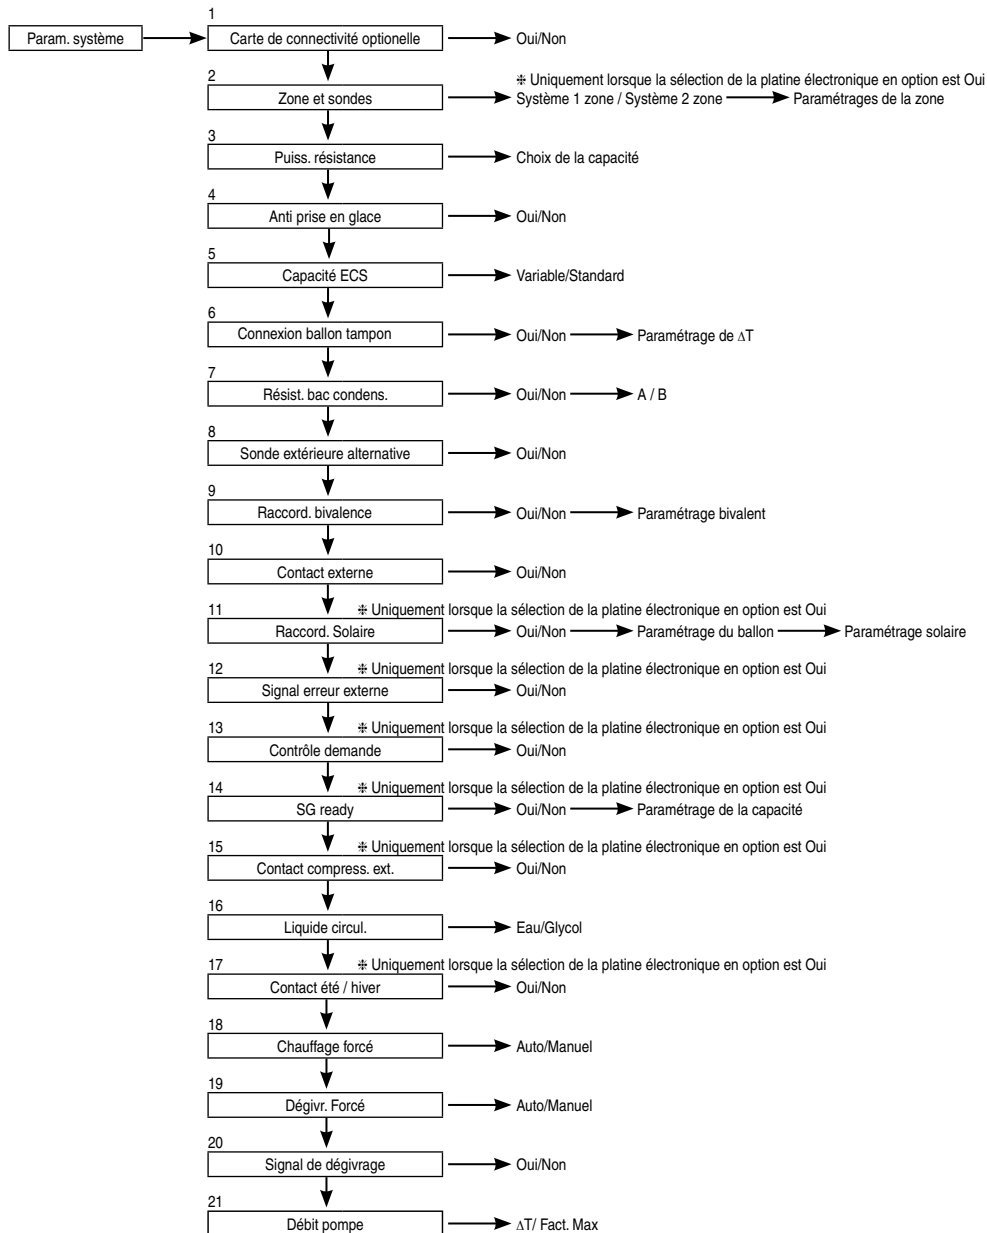 1
Param. système
Carte de connectivité optionelle
Oui/Non
2
❈ Uniquement lorsque la sélection de la platine électronique en option est Oui
Zone et sondes
Système 1 zone / Système 2 zone
Paramétrages de la zone
3
Puiss. résistance
Choix de la capacité
4
Anti prise en glace
Oui/Non
5
Capacité ECS
Variable/Standard
6
Connexion ballon tampon
Oui/Non
Paramétrage de ΔT
7
Résist. bac condens.
Oui/Non
A / B
8
Sonde extérieure alternative
Oui/Non
9
Raccord. bivalence
Oui/Non
Paramétrage bivalent
10
Contact externe
Oui/Non
11
❈ Uniquement lorsque la sélection de la platine électronique en option est Oui
Raccord. Solaire
Oui/Non
Paramétrage du ballon
Paramétrage solaire
12
❈ Uniquement lorsque la sélection de la platine électronique en option est Oui
Signal erreur externe
Oui/Non
13
❈ Uniquement lorsque la sélection de la platine électronique en option est Oui
Contrôle demande
Oui/Non
14
❈ Uniquement lorsque la sélection de la platine électronique en option est Oui
SG ready
Oui/Non
Paramétrage de la capacité
15
❈ Uniquement lorsque la sélection de la platine électronique en option est Oui
Contact compress. ext.
Oui/Non
16
Liquide circul.
Eau/Glycol
17
❈ Uniquement lorsque la sélection de la platine électronique en option est Oui
Contact été / hiver
Oui/Non
18
Chauffage forcé
Auto/Manuel
19
Dégivr. Forcé
Auto/Manuel
20
Signal de dégivrage
Oui/Non
21
Débit pompe
ΔT/ Fact. Max